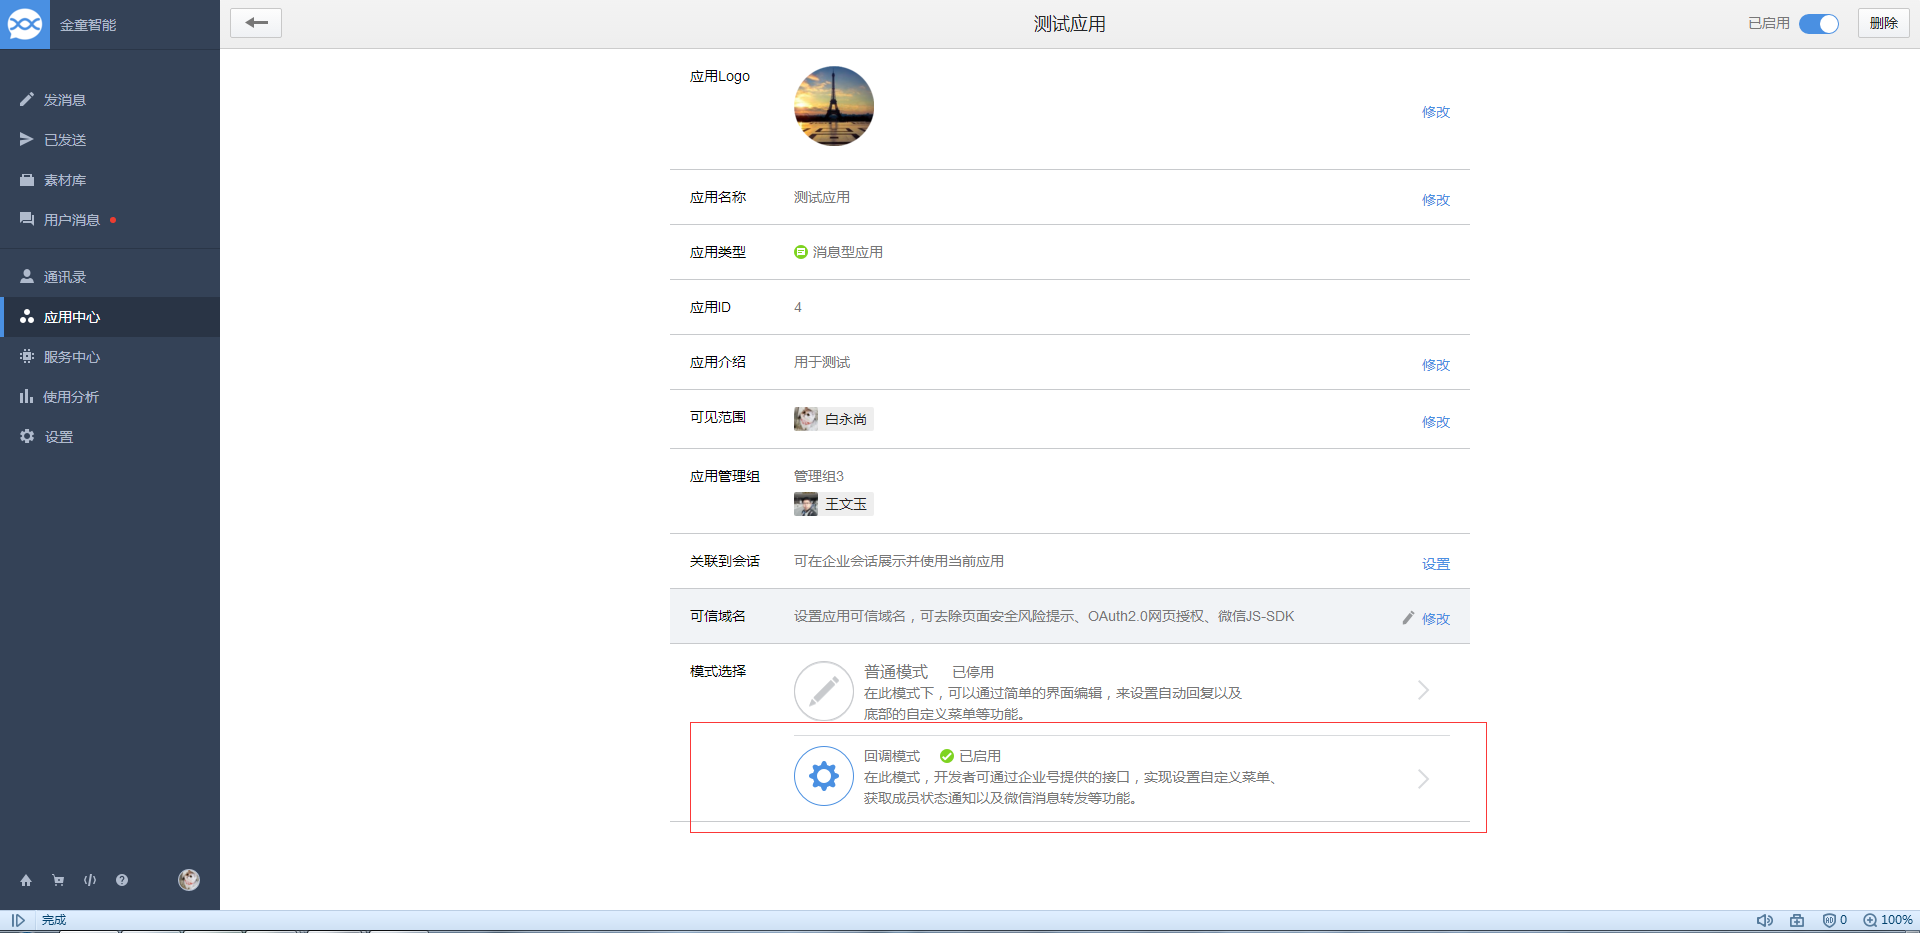 金童智能
测试应用
已启用
删除
发消息
已发送
素材库
用户消息
通讯录
应用中心
服务中心
使用分析
设置
应用Logo
修改
应用名称 测试应用 修改
应用类型 消息型应用
应用ID 4
应用介绍 用于测试 修改
可见范围 白永尚 修改
应用管理组 管理组3
王文玉
关联到会话 可在企业会话展示并使用当前应用 设置
可信域名 设置应用可信域名，可去除页面安全风险提示、OAuth2.0网页授权、微信JS-SDK 修改
模式选择 普通模式 已停用
在此模式下，可以通过简单的界面编辑，来设置自动回复以及
底部的自定义菜单等功能。
回调模式 已启用
在此模式，开发者可通过企业号提供的接口，实现设置自定义菜单、
获取成员状态通知以及微信消息转发等功能。
完成 0 100%